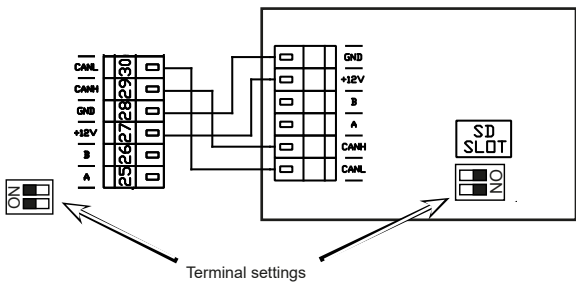 CANL 30
CANH 29
GND 28
+12V 27
B 26
A 25
GND
+12V
B
A
CANH
CANL
SD
SLOT
ON
ON
Terminal settings